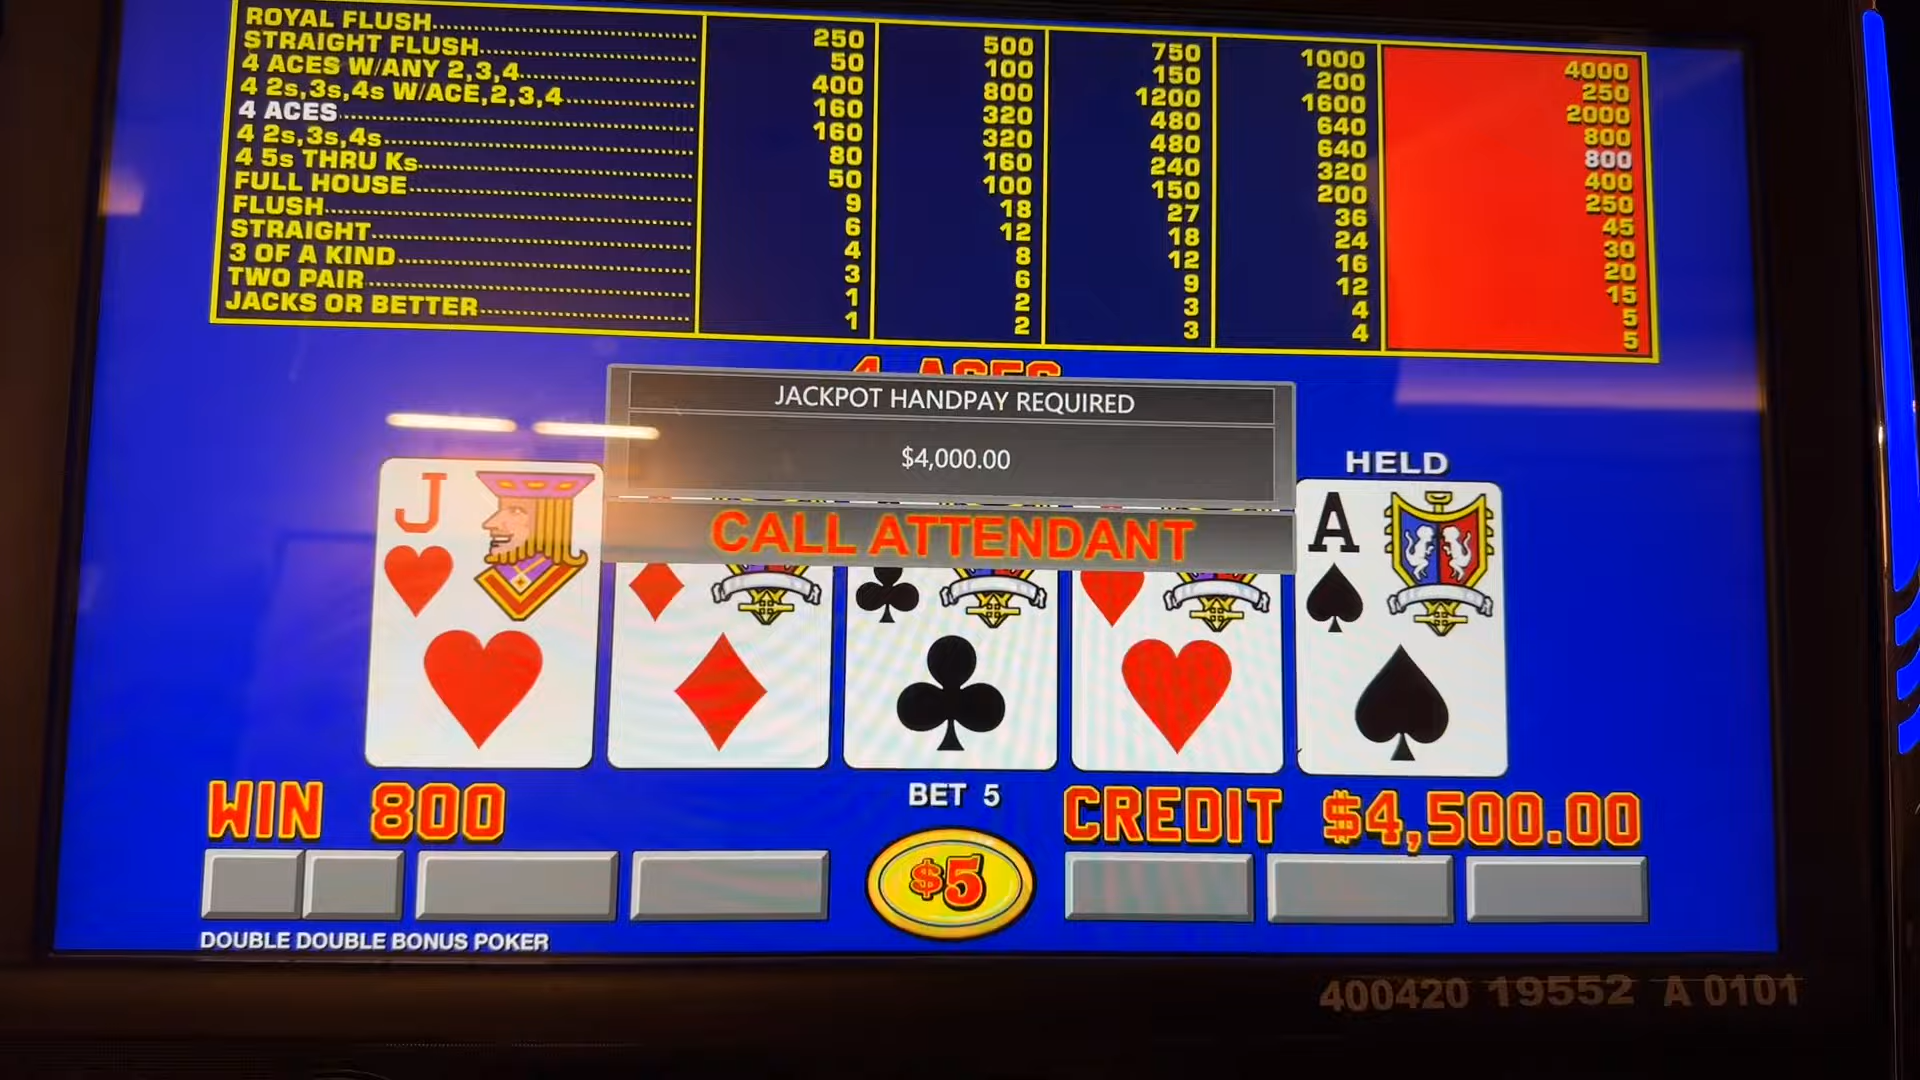 ROYAL FLUSH 250 500 750 1000 4000
STRAIGHT FLUSH 50 100 150 200 250
4 ACES W/ANY 2,3,4 400 800 1200 1600 2000
4 2s,3s,4s W/ACE,2,3,4 160 320 480 640 800
4 ACES 160 320 480 640 800
4 2s,3s,4s 80 160 240 320 400
4 5s THRU Ks 50 100 150 200 250
FULL HOUSE 9 18 27 36 45
FLUSH 6 12 18 24 30
STRAIGHT 4 8 12 16 20
3 OF A KIND 3 6 9 12 15
TWO PAIR 1 2 3 4 5
JACKS OR BETTER 1 2 3 4 5
4 ACES
JACKPOT HANDPAY REQUIRED
$4,000.00
CALL ATTENDANT
HELD
J
A
WIN 800
BET 5
CREDIT $4,500.00
$5
DOUBLE DOUBLE BONUS POKER
400420 19552 A 0101